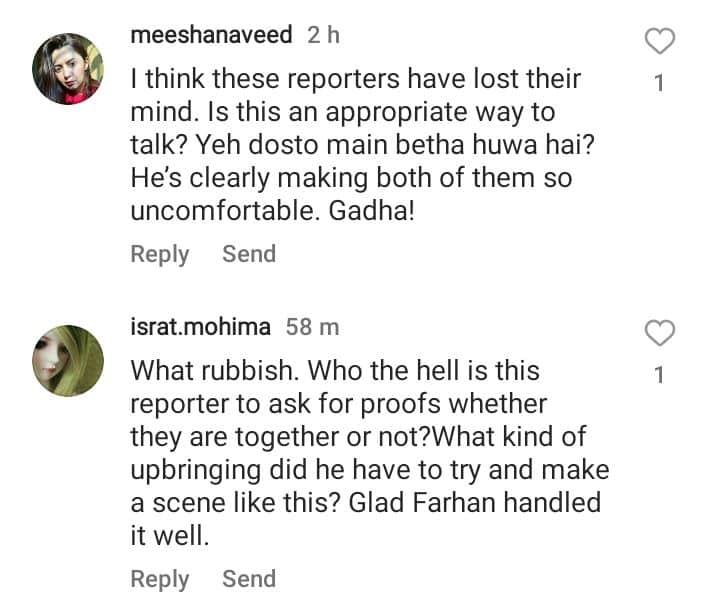 meeshanaveed 2 h
I think these reporters have lost their
mind. Is this an appropriate way to
talk? Yeh dosto main betha huwa hai?
He's clearly making both of them so
uncomfortable. Gadha!
1
Reply Send
israt.mohima 58 m
What rubbish. Who the hell is this
reporter to ask for proofs whether
they are together or not?What kind of
upbringing did he have to try and make
a scene like this? Glad Farhan handled
it well.
1
Reply Send